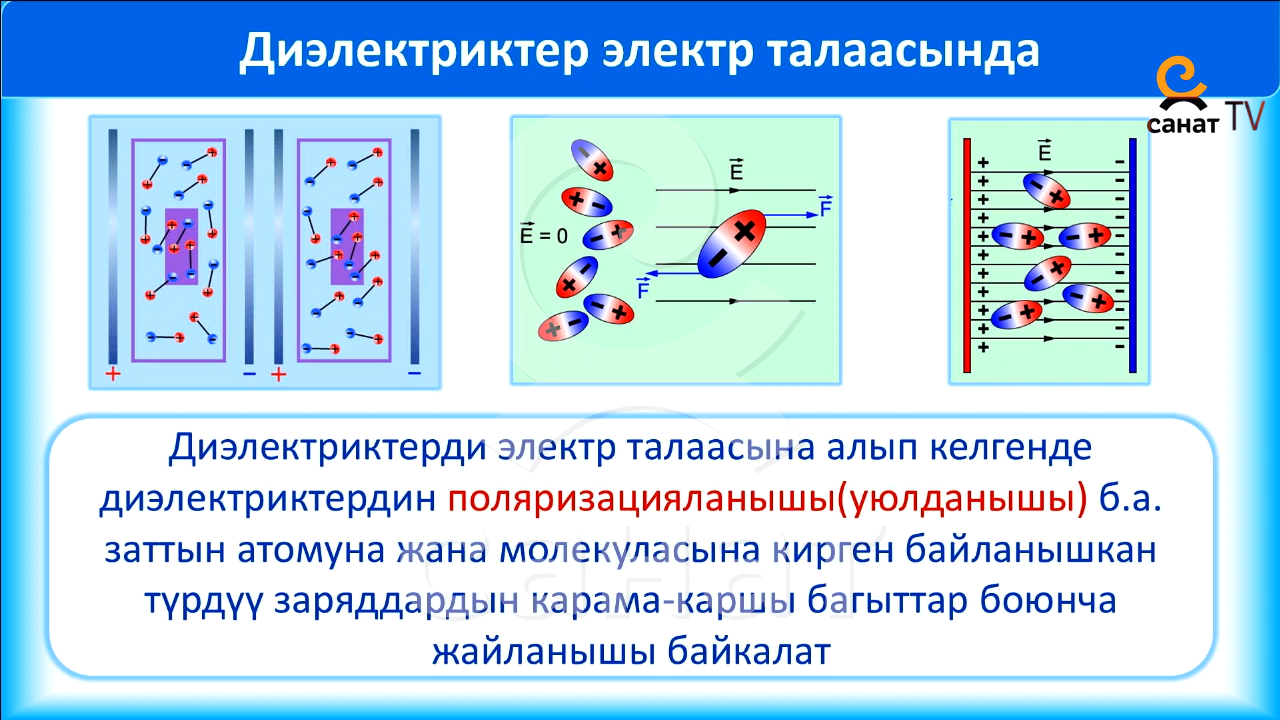 Диэлектриктер электр талаасында
санат TV
+ − + −
E = 0
E
F
F
E
Диэлектриктерди электр талаасына алып келгенде
диэлектриктердин поляризацияланышы(уюлданышы) б.а.
заттын атомуна жана молекуласына кирген байланышкан
түрдүү заряддардын карама-каршы багыттар боюнча
жайланышы байкалат
санат